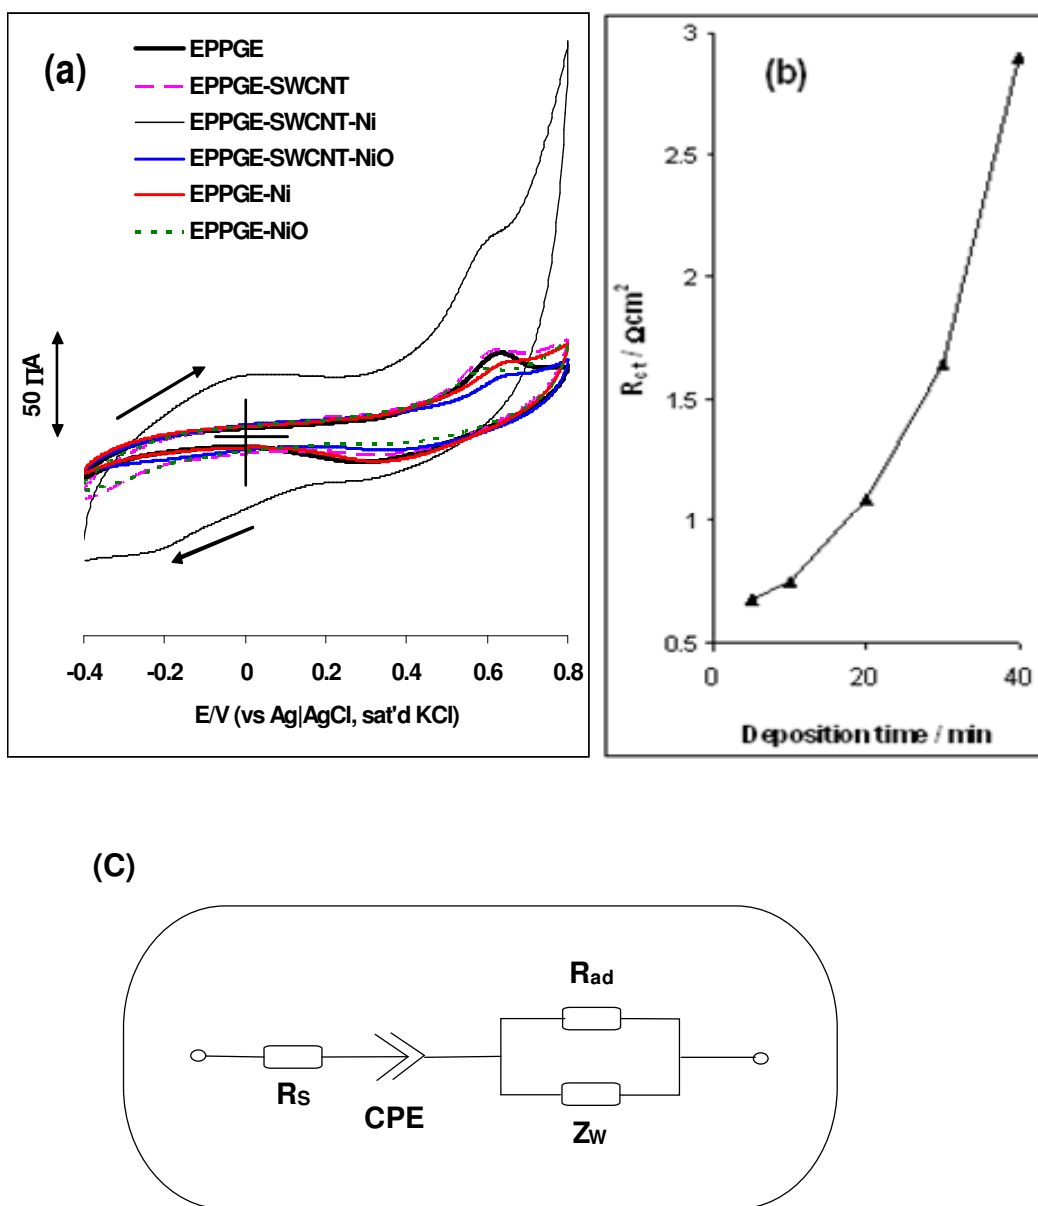 (a)
EPPGE
EPPGE-SWCNT
EPPGE-SWCNT-Ni
EPPGE-SWCNT-NiO
EPPGE-Ni
EPPGE-NiO
50 ΠA
-0.4 -0.2 0 0.2 0.4 0.6 0.8
E/V (vs Ag|AgCl, sat'd KCl)
(b)
3
2.5
2
1.5
1
0.5
Rct / Ωcm²
0 20 40
Deposition time / min
(C)
Rad
RS
CPE
ZW